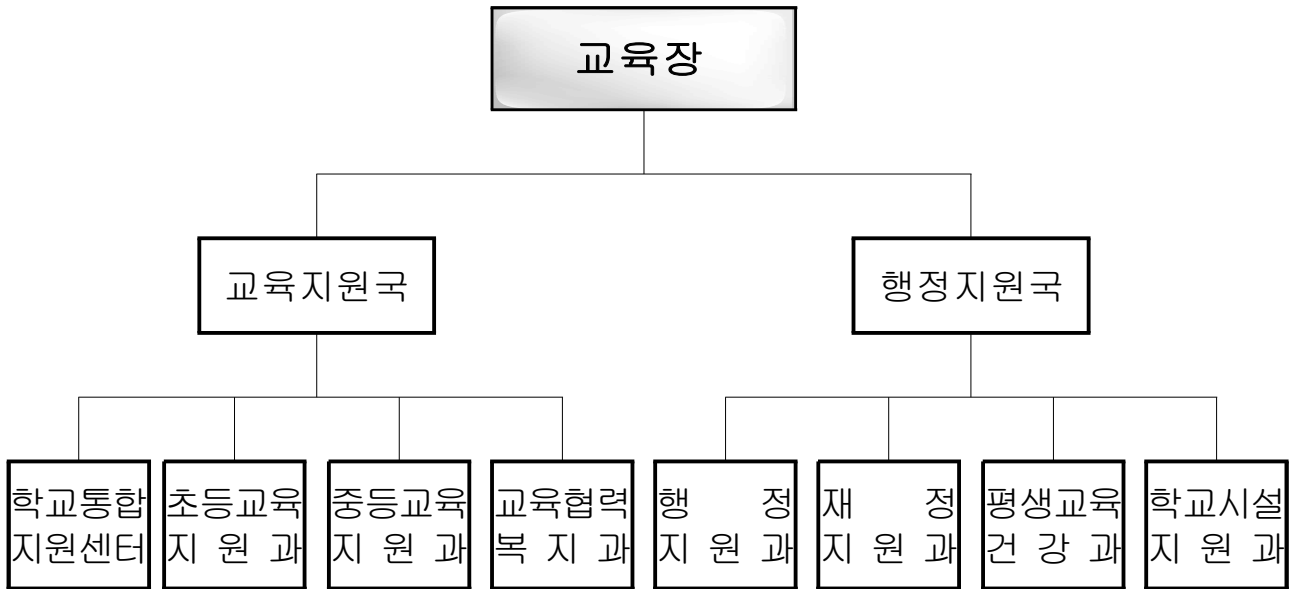 교육장
교육지원국
행정지원국
학교통합
지원센터
초등교육
지 원 과
중등교육
지 원 과
교육협력
복 지 과
행 정
지 원 과
재 정
지 원 과
평생교육
건 강 과
학교시설
지 원 과